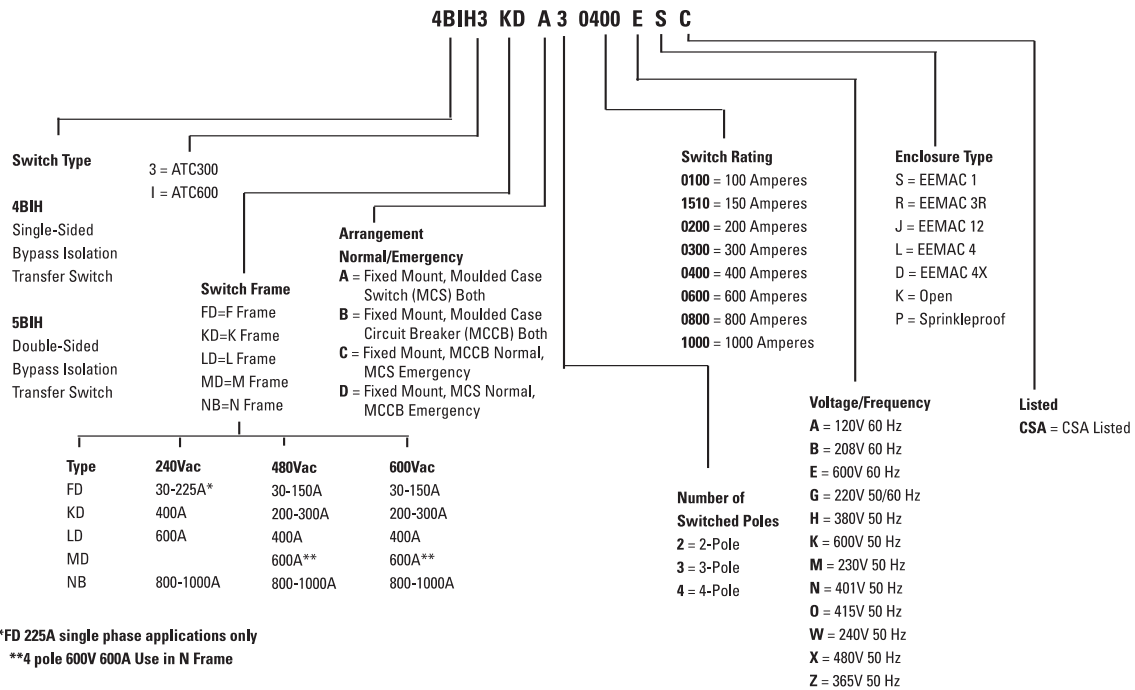 4BIH3 KD A 3 0400 E S C
Switch Type
4BIH
Single-Sided
Bypass Isolation
Transfer Switch
5BIH
Double-Sided
Bypass Isolation
Transfer Switch
3 = ATC300
I = ATC600
Switch Frame
FD=F Frame
KD=K Frame
LD=L Frame
MD=M Frame
NB=N Frame
Type 240Vac 480Vac 600Vac
FD 30-225A* 30-150A 30-150A
KD 400A 200-300A 200-300A
LD 600A 400A 400A
MD 600A** 600A**
NB 800-1000A 800-1000A 800-1000A
*FD 225A single phase applications only
**4 pole 600V 600A Use in N Frame
Arrangement
Normal/Emergency
A = Fixed Mount, Moulded Case
Switch (MCS) Both
B = Fixed Mount, Moulded Case
Circuit Breaker (MCCB) Both
C = Fixed Mount, MCCB Normal,
MCS Emergency
D = Fixed Mount, MCS Normal,
MCCB Emergency
Number of
Switched Poles
2 = 2-Pole
3 = 3-Pole
4 = 4-Pole
Switch Rating
0100 = 100 Amperes
1510 = 150 Amperes
0200 = 200 Amperes
0300 = 300 Amperes
0400 = 400 Amperes
0600 = 600 Amperes
0800 = 800 Amperes
1000 = 1000 Amperes
Voltage/Frequency
A = 120V 60 Hz
B = 208V 60 Hz
E = 600V 60 Hz
G = 220V 50/60 Hz
H = 380V 50 Hz
K = 600V 50 Hz
M = 230V 50 Hz
N = 401V 50 Hz
O = 415V 50 Hz
W = 240V 50 Hz
X = 480V 50 Hz
Z = 365V 50 Hz
Enclosure Type
S = EEMAC 1
R = EEMAC 3R
J = EEMAC 12
L = EEMAC 4
D = EEMAC 4X
K = Open
P = Sprinkleproof
Listed
CSA = CSA Listed